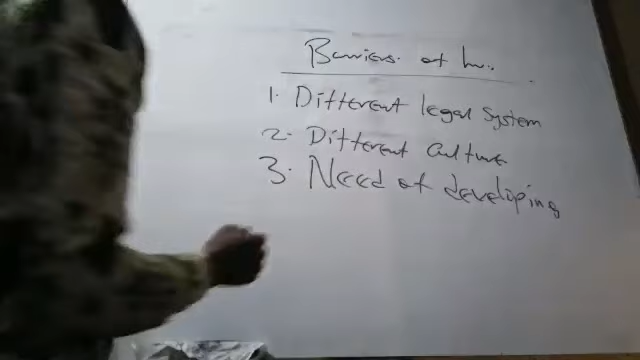 Barriers of
1. Different legal system
2. Different Culture
3. Need of developing